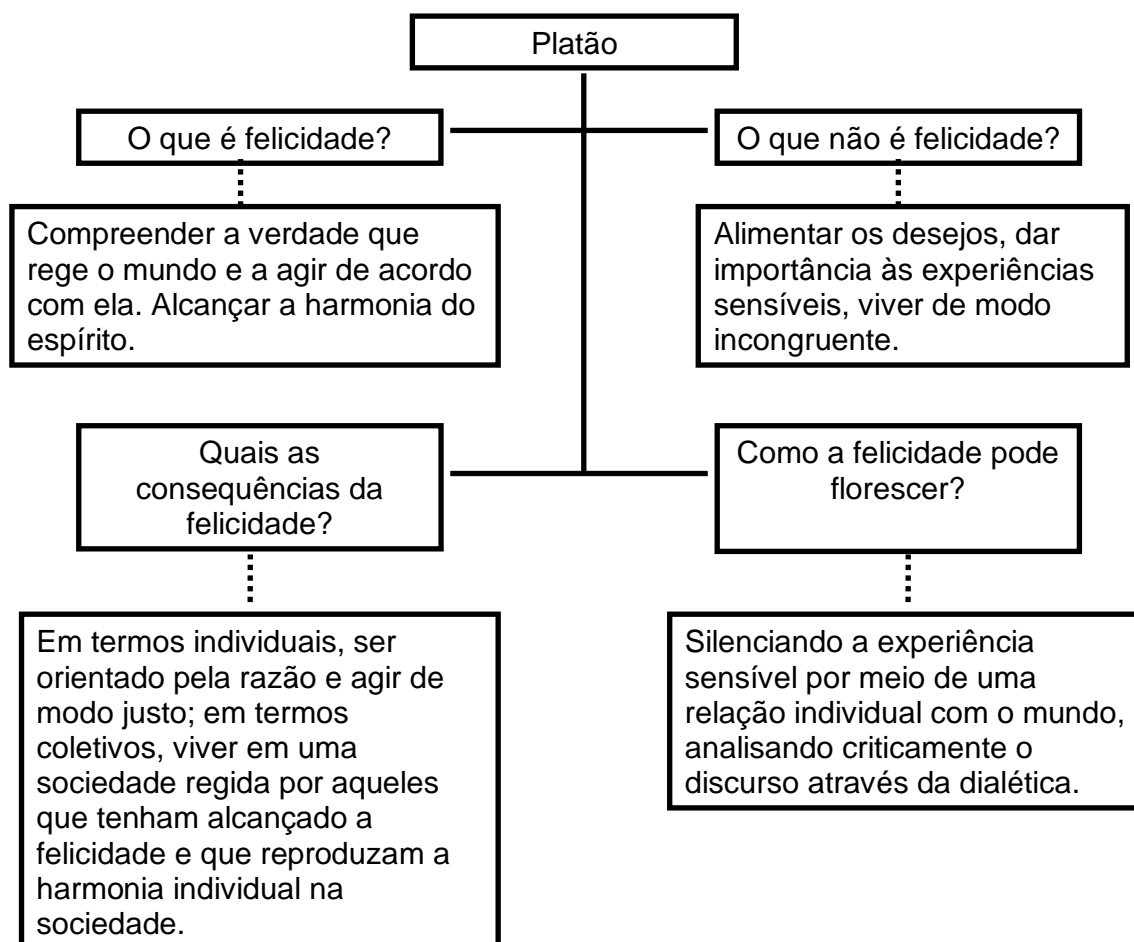 Platão
O que é felicidade?
O que não é felicidade?
Compreender a verdade que
rege o mundo e a agir de acordo
com ela. Alcançar a harmonia do
espírito.
Alimentar os desejos, dar
importância às experiências
sensíveis, viver de modo
incongruente.
Quais as
consequências da
felicidade?
Como a felicidade pode
florescer?
Em termos individuais, ser
orientado pela razão e agir de
modo justo; em termos
coletivos, viver em uma
sociedade regida por aqueles
que tenham alcançado a
felicidade e que reproduzam a
harmonia individual na
sociedade.
Silenciando a experiência
sensível por meio de uma
relação individual com o mundo,
analisando criticamente o
discurso através da dialética.